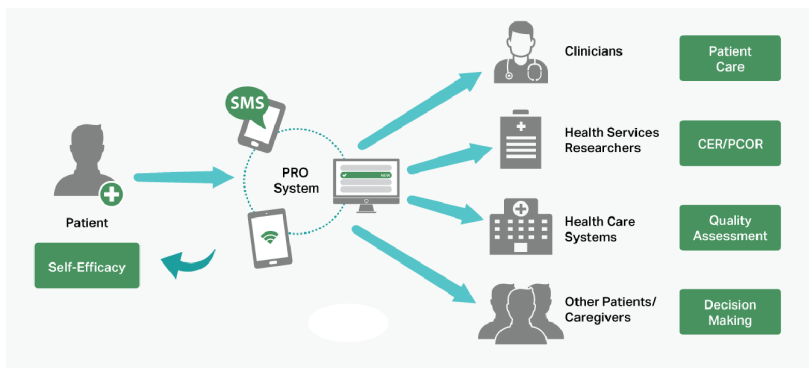 Clinicians
Patient
Care
SMS
Health Services
Researchers
CER/PCOR
PRO
System
Patient
Health Care
Systems
Quality
Assessment
Self-Efficacy
Other Patients/
Caregivers
Decision
Making